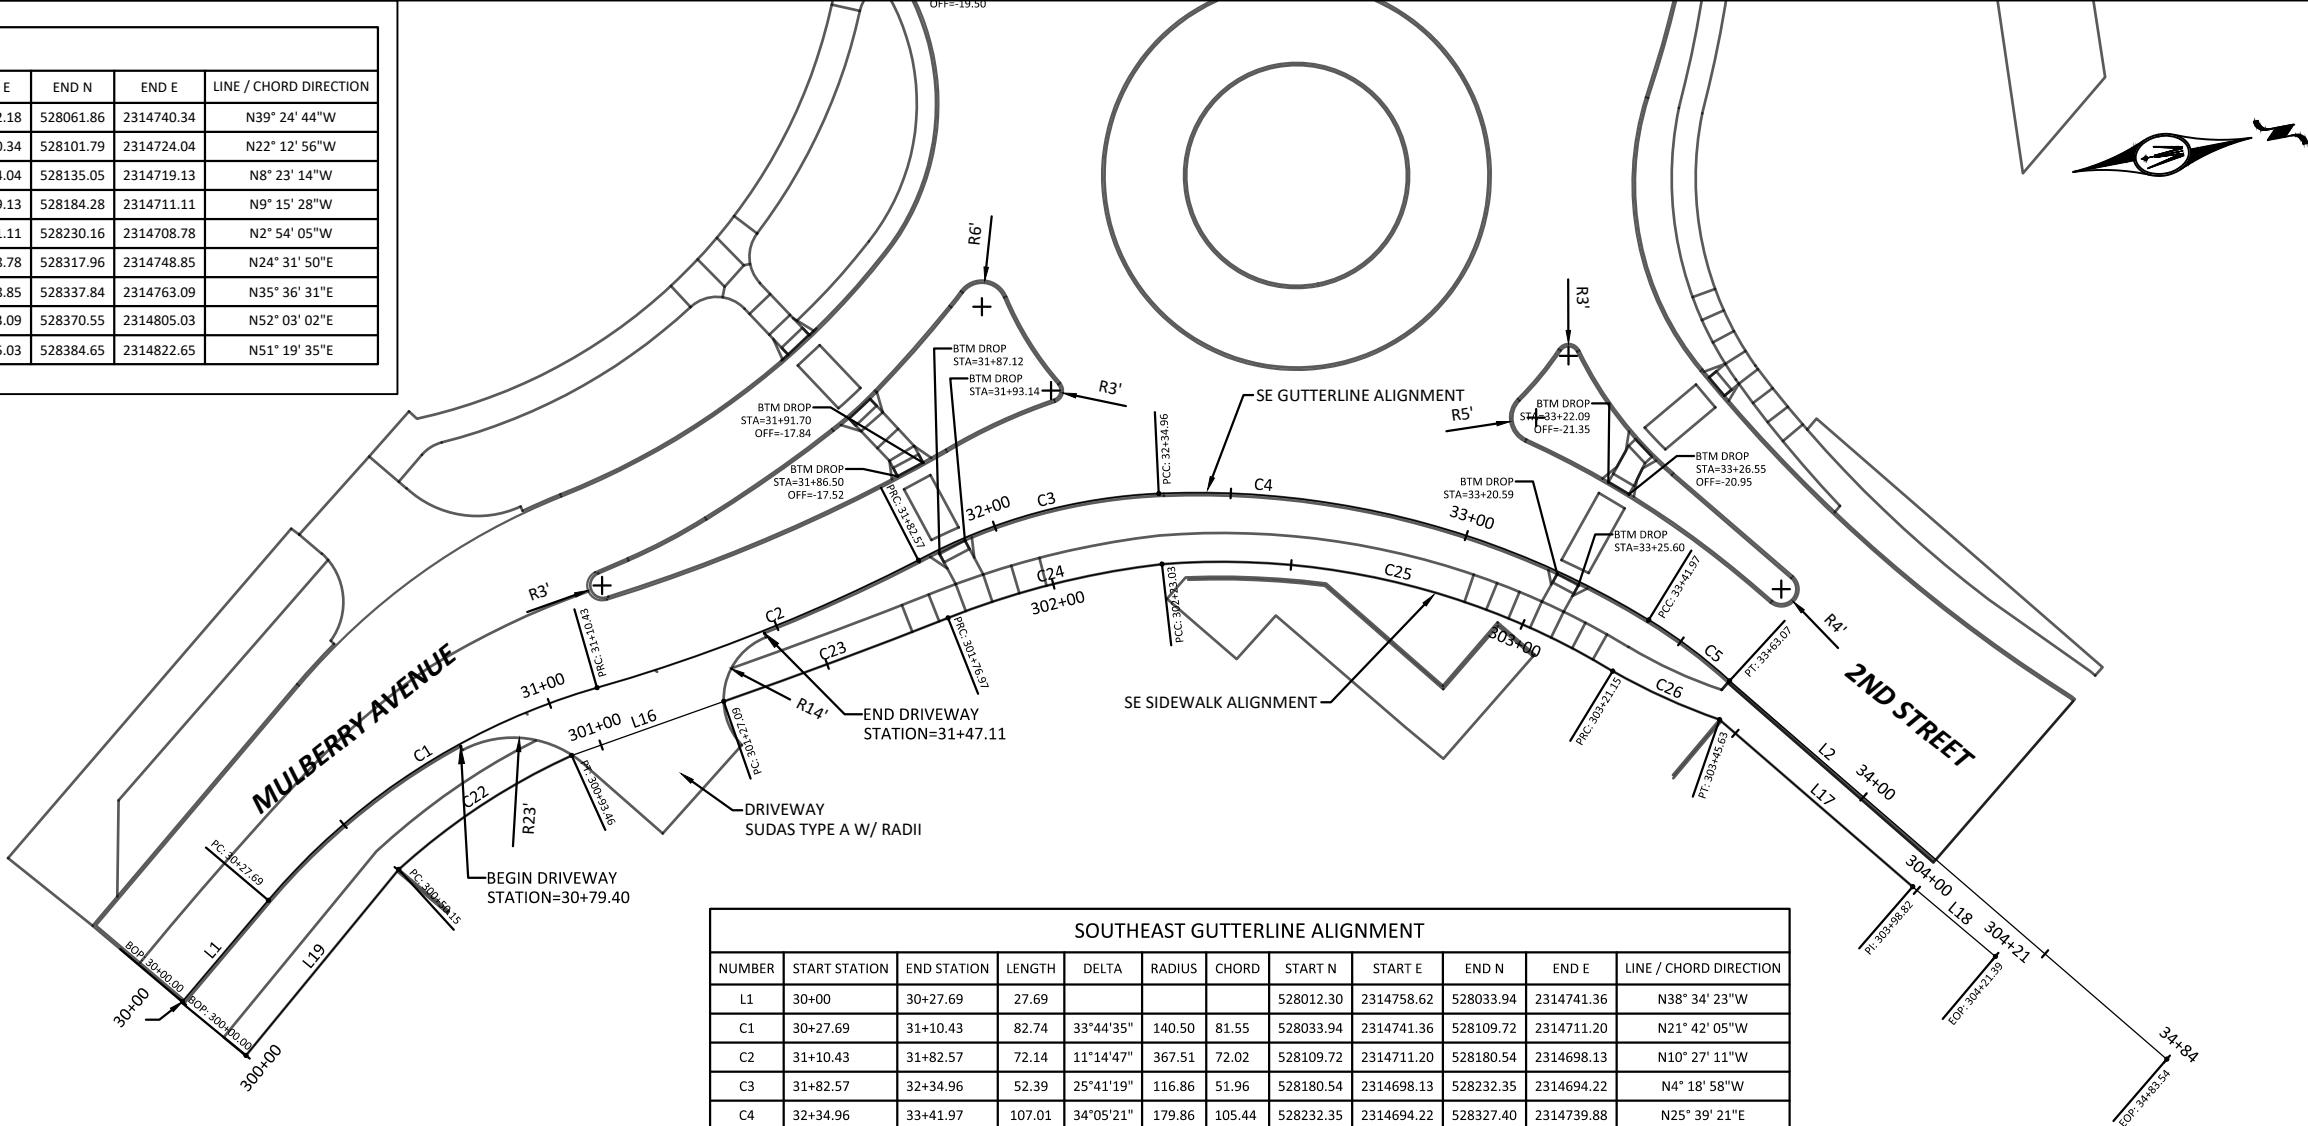 OFF=-19.50
E END N END E LINE / CHORD DIRECTION
2.18 528061.86 2314740.34 N39° 24' 44"W
0.34 528101.79 2314724.04 N22° 12' 56"W
4.04 528135.05 2314719.13 N8° 23' 14"W
9.13 528184.28 2314711.11 N9° 15' 28"W
1.11 528230.16 2314708.78 N2° 54' 05"W
8.78 528317.96 2314748.85 N24° 31' 50"E
8.85 528337.84 2314763.09 N35° 36' 31"E
3.09 528370.55 2314805.03 N52° 03' 02"E
5.03 528384.65 2314822.65 N51° 19' 35"E
R6'
R3'
BTM DROP
STA=31+87.12
BTM DROP
STA=31+93.14
R3'
BTM DROP
STA=31+91.70
OFF=-17.84
BTM DROP
STA=31+86.50
OFF=-17.52
SE GUTTERLINE ALIGNMENT
R5'
BTM DROP
STA=33+22.09
OFF=-21.35
BTM DROP
STA=33+26.55
OFF=-20.95
BTM DROP
STA=33+20.59
BTM DROP
STA=33+25.60
PRC: 31+82.57
32+00
C3
PCC: 32+34.96
C4
33+00
PCC: 33+41.97
C5
PT: 33+63.07
R4'
2ND STREET
R3'
PRC: 31+10.43
C2
C23
C24
302+00
PRC: 301+76.97
PCC: 302+23.03
C25
303+00
PRC: 303+21.15
C26
PT: 303+45.63
SE SIDEWALK ALIGNMENT
MULBERRY AVENUE
31+00
C1
301+00
L16
PC: 301+27.09
R14'
END DRIVEWAY
STATION=31+47.11
DRIVEWAY
SUDAS TYPE A W/ RADII
C22
R23'
PT: 300+93.46
BEGIN DRIVEWAY
STATION=30+79.40
PC: 30+27.69
PC: 300+50.15
L1
L19
BOP: 30+00.00
30+00
BOP: 300+00.00
300+00
L2
34+00
L17
304+00
PI: 303+98.82
L18
304+21
EOP: 304+21.39
34+84
EOP: 34+83.54
SOUTHEAST GUTTERLINE ALIGNMENT
NUMBER START STATION END STATION LENGTH DELTA RADIUS CHORD START N START E END N END E LINE / CHORD DIRECTION
L1 30+00 30+27.69 27.69 528012.30 2314758.62 528033.94 2314741.36 N38° 34' 23"W
C1 30+27.69 31+10.43 82.74 33°44'35" 140.50 81.55 528033.94 2314741.36 528109.72 2314711.20 N21° 42' 05"W
C2 31+10.43 31+82.57 72.14 11°14'47" 367.51 72.02 528109.72 2314711.20 528180.54 2314698.13 N10° 27' 11"W
C3 31+82.57 32+34.96 52.39 25°41'19" 116.86 51.96 528180.54 2314698.13 528232.35 2314694.22 N4° 18' 58"W
C4 32+34.96 33+41.97 107.01 34°05'21" 179.86 105.44 528232.35 2314694.22 528327.40 2314739.88 N25° 39' 21"E